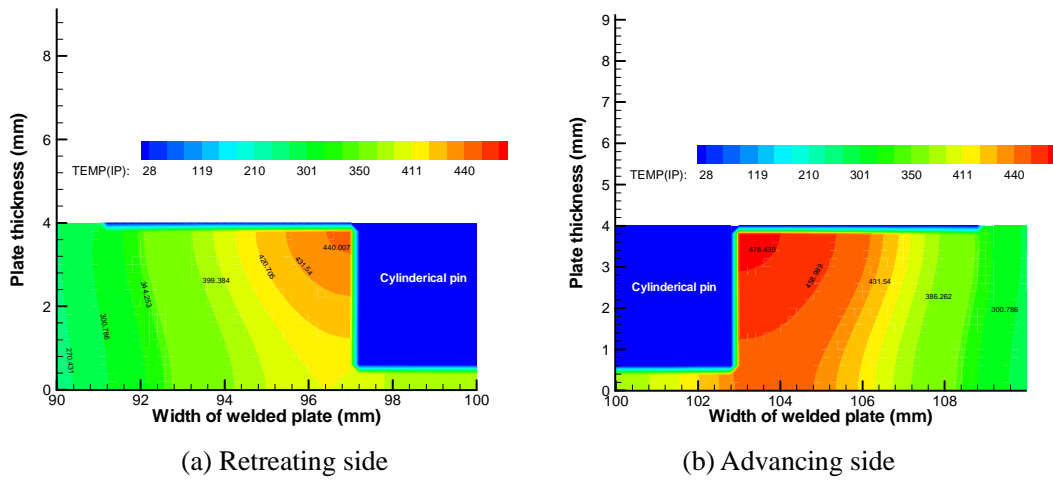 Plate thickness (mm)
8
6
4
2
0
TEMP(IP): 28 119 210 301 350 411 440
440.007
431.54
420.705
399.384
364.253
300.786
270.431
Cylinderical pin
90 92 94 96 98 100
Width of welded plate (mm)
(a) Retreating side
Plate thickness (mm)
9
8
7
6
5
4
3
2
1
0
TEMP(IP): 28 119 210 301 350 411 440
478.439
458.989
431.54
386.262
300.786
Cylinderical pin
100 102 104 106 108
Width of welded plate (mm)
(b) Advancing side